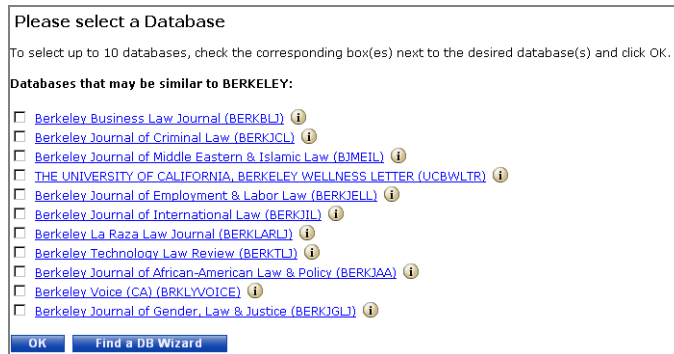 Please select a Database
To select up to 10 databases, check the corresponding box(es) next to the desired database(s) and click OK.
Databases that may be similar to BERKELEY:
Berkeley Business Law Journal (BERKBLJ)
Berkeley Journal of Criminal Law (BERKJCL)
Berkeley Journal of Middle Eastern & Islamic Law (BJMEIL)
THE UNIVERSITY OF CALIFORNIA, BERKELEY WELLNESS LETTER (UCBWLTR)
Berkeley Journal of Employment & Labor Law (BERKJELL)
Berkeley Journal of International Law (BERKJIL)
Berkeley La Raza Law Journal (BERKLARLJ)
Berkeley Technology Law Review (BERKTLJ)
Berkeley Journal of African-American Law & Policy (BERKJAA)
Berkeley Voice (CA) (BRKLYVOICE)
Berkeley Journal of Gender, Law & Justice (BERKJGLJ)
OK Find a DB Wizard